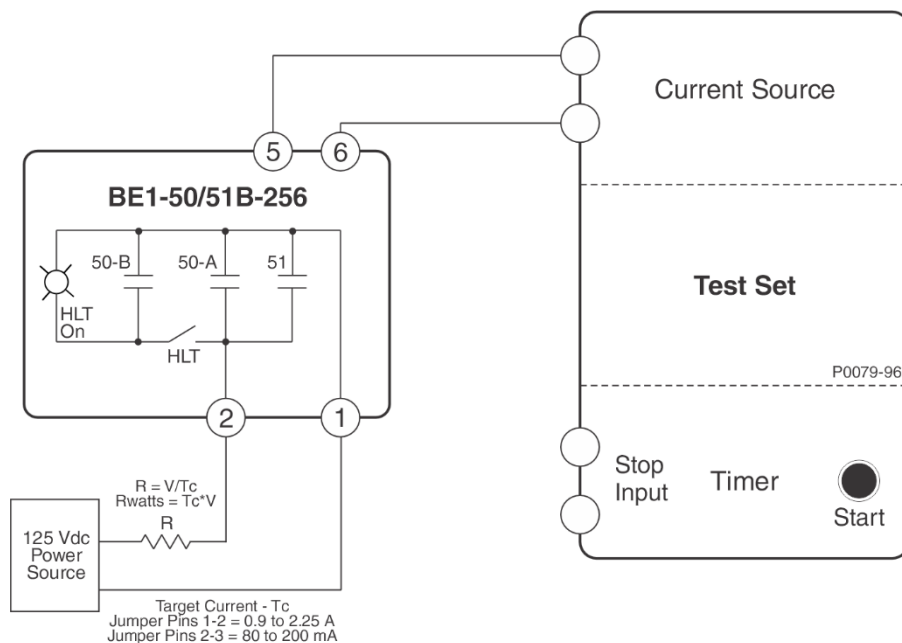 Current Source
5
6
BE1-50/51B-256
50-B
50-A
51
HLT
On
HLT
Test Set
P0079-96
2
1
Stop
Input
Timer
Start
R = V/Tc
Rwatts = Tc*V
R
125 Vdc
Power
Source
Target Current - Tc
Jumper Pins 1-2 = 0.9 to 2.25 A
Jumper Pins 2-3 = 80 to 200 mA